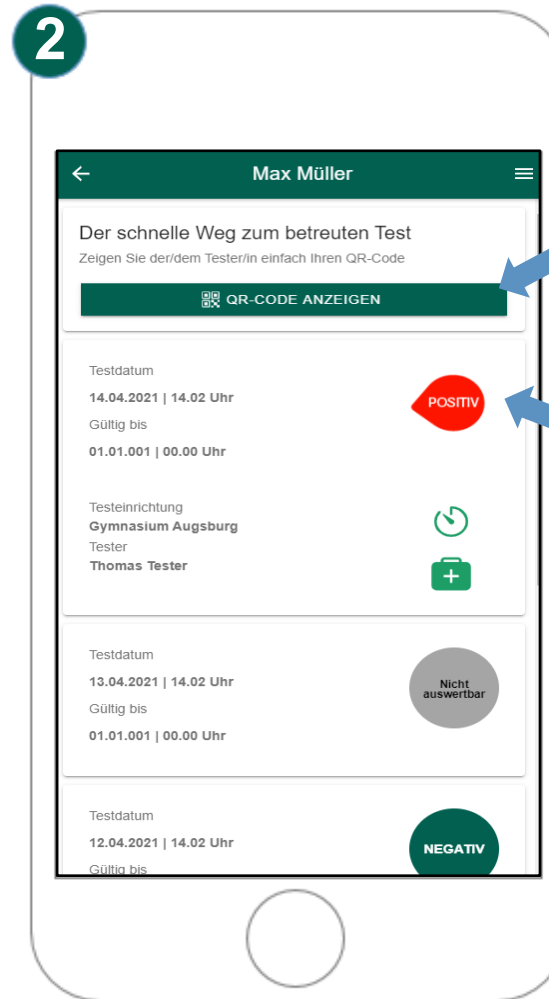 2
Max Müller
Der schnelle Weg zum betreuten Test
Zeigen Sie der/dem Tester/in einfach Ihren QR-Code
QR-CODE ANZEIGEN
Testdatum
14.04.2021 | 14.02 Uhr
POSITIV
Gültig bis
01.01.001 | 00.00 Uhr
Testeinrichtung
Gymnasium Augsburg
Tester
Thomas Tester
Testdatum
13.04.2021 | 14.02 Uhr
Nicht
auswertbar
Gültig bis
01.01.001 | 00.00 Uhr
Testdatum
12.04.2021 | 14.02 Uhr
NEGATIV
Gültig bis